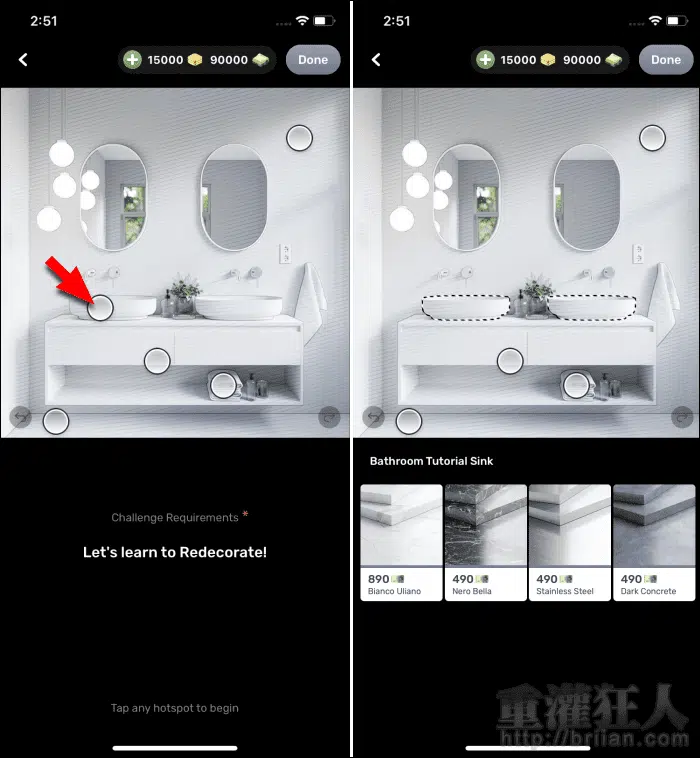 2:51
15000
90000
Done
Challenge Requirements *
Let's learn to Redecorate!
Tap any hotspot to begin
2:51
15000
90000
Done
Bathroom Tutorial Sink
890
Bianco Uliano
490
Nero Bella
490
Stainless Steel
490
Dark Concrete
重灌狂人
http://briian.com